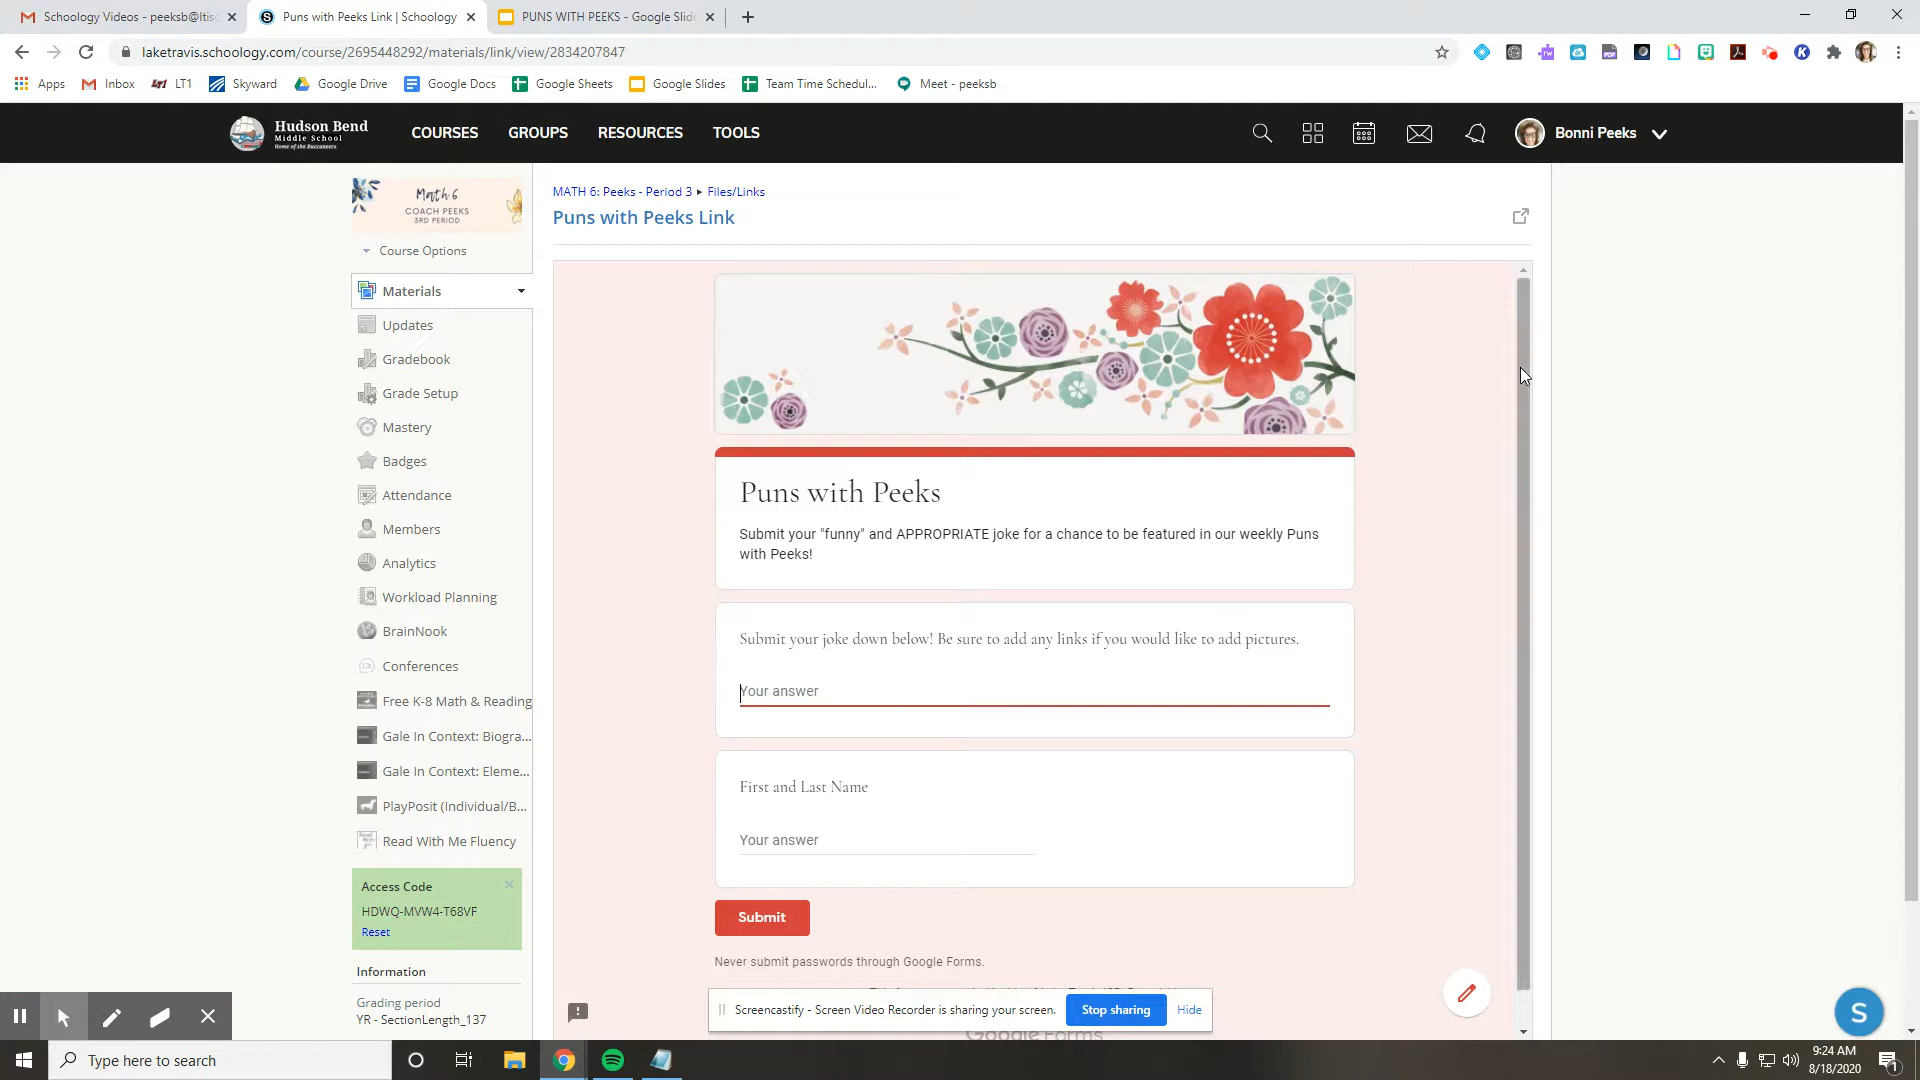 Schoology Videos - peeksb@ltisc
Puns with Peeks Link | Schoology
PUNS WITH PEEKS - Google Slid
laketravis.schoology.com/course/2695448292/materials/link/view/2834207847
Apps
Inbox
LT1
Skyward
Google Drive
Google Docs
Google Sheets
Google Slides
Team Time Schedul...
Meet - peeksb
Hudson Bend
Middle School
Home of the Buccaneers
COURSES
GROUPS
RESOURCES
TOOLS
Bonni Peeks
Math 6
COACH PEEKS
3RD PERIOD
Course Options
Materials
Updates
Gradebook
Grade Setup
Mastery
Badges
Attendance
Members
Analytics
Workload Planning
BrainNook
Conferences
Free K-8 Math & Reading
Gale In Context: Biogra...
Gale In Context: Eleme...
PlayPosit (Individual/B...
Read With Me Fluency
Access Code
HDWQ-MVW4-T68VF
Reset
Information
Grading period
YR - SectionLength_137
MATH 6: Peeks - Period 3 ▸ Files/Links
Puns with Peeks Link
Puns with Peeks
Submit your "funny" and APPROPRIATE joke for a chance to be featured in our weekly Puns
with Peeks!
Submit your joke down below! Be sure to add any links if you would like to add pictures.
Your answer
First and Last Name
Your answer
Submit
Never submit passwords through Google Forms.
Screencastify - Screen Video Recorder is sharing your screen.
Stop sharing
Hide
Google Forms
S
Type here to search
9:24 AM
8/18/2020
1